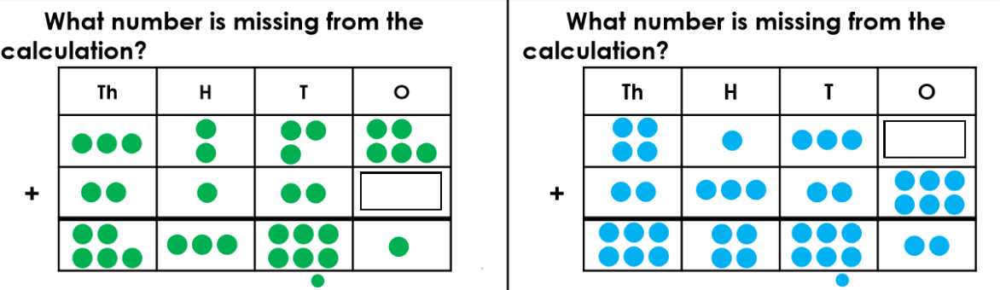 What number is missing from the
calculation?
Th H T O
+
What number is missing from the
calculation?
Th H T O
+